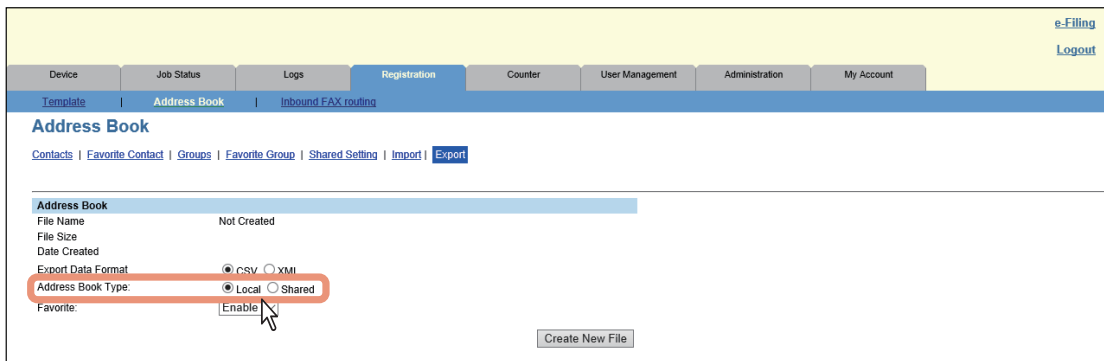 e-Filing
Logout
Device Job Status Logs Registration Counter User Management Administration My Account
Template | Address Book | Inbound FAX routing
Address Book
Contacts | Favorite Contact | Groups | Favorite Group | Shared Setting | Import | Export
Address Book
File Name Not Created
File Size
Date Created
Export Data Format CSV XML
Address Book Type: Local Shared
Favorite: Enable
Create New File